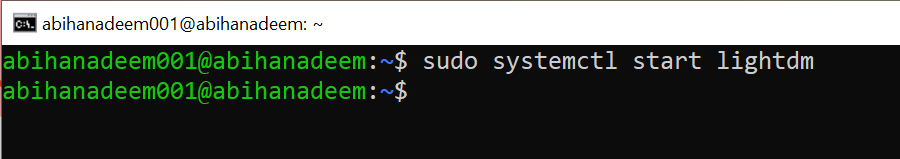 abihanadeem001@abihanadeem: ~
abihanadeem001@abihanadeem:~$ sudo systemctl start lightdm
abihanadeem001@abihanadeem:~$